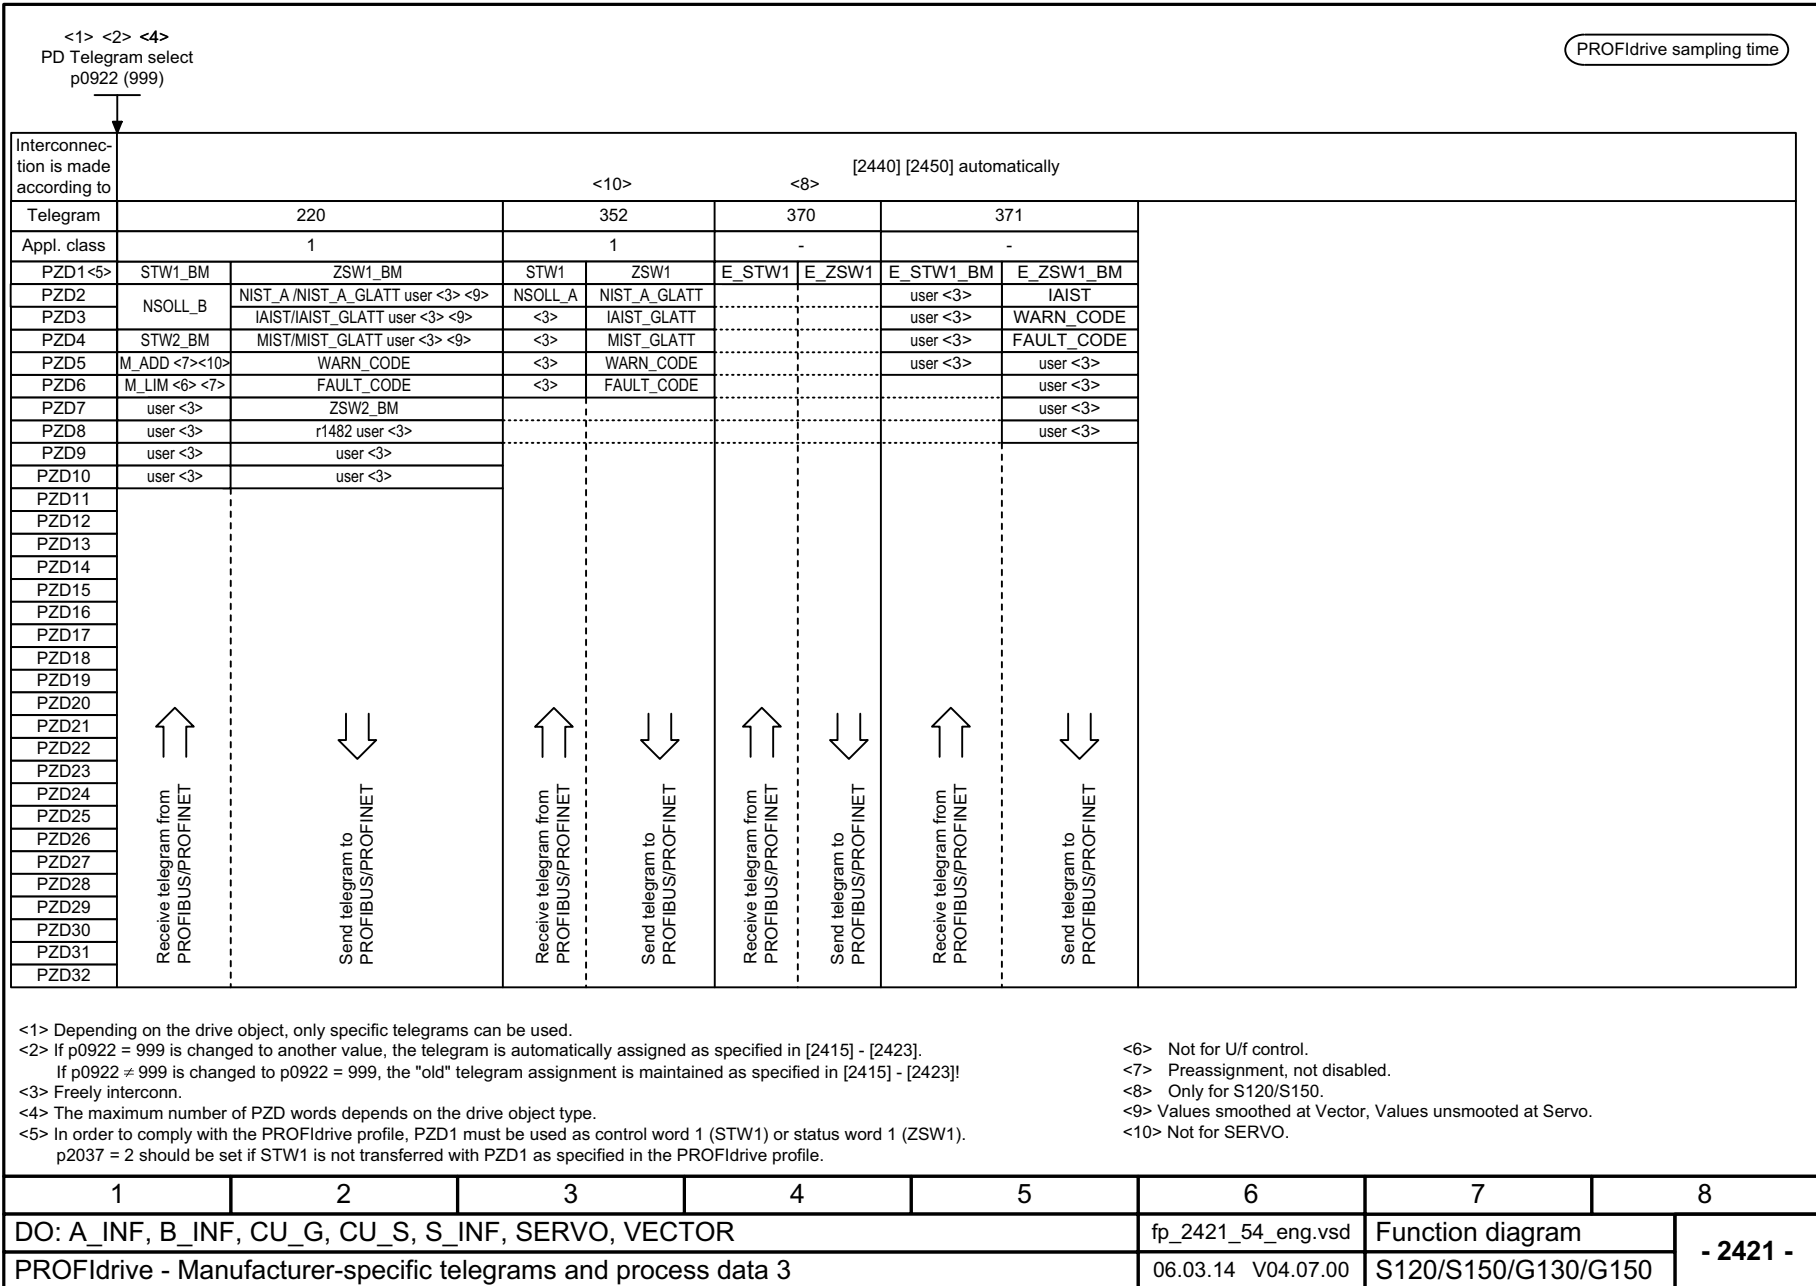 <1> <2> <4>
PD Telegram select
p0922 (999)
PROFIdrive sampling time
Interconnec-
tion is made
according to
[2440] [2450] automatically
<10> <8>
Telegram 220 352 370 371
Appl. class 1 1 - -
PZD1<5> STW1_BM ZSW1_BM STW1 ZSW1 E_STW1 E_ZSW1 E_STW1_BM E_ZSW1_BM
PZD2 NSOLL_B NIST_A /NIST_A_GLATT user <3> <9> NSOLL_A NIST_A_GLATT user <3> IAIST
PZD3 IAIST/IAIST_GLATT user <3> <9> <3> IAIST_GLATT user <3> WARN_CODE
PZD4 STW2_BM MIST/MIST_GLATT user <3> <9> <3> MIST_GLATT user <3> FAULT_CODE
PZD5 M_ADD <7><10> WARN_CODE <3> WARN_CODE user <3> user <3>
PZD6 M_LIM <6> <7> FAULT_CODE <3> FAULT_CODE user <3>
PZD7 user <3> ZSW2_BM user <3>
PZD8 user <3> r1482 user <3> user <3>
PZD9 user <3> user <3>
PZD10 user <3> user <3>
PZD11
PZD12
PZD13
PZD14
PZD15
PZD16
PZD17
PZD18
PZD19
PZD20
PZD21
PZD22
PZD23
PZD24
PZD25
PZD26
PZD27
PZD28
PZD29
PZD30
PZD31
PZD32
Receive telegram from
PROFIBUS/PROFINET
Send telegram to
PROFIBUS/PROFINET
Receive telegram from
PROFIBUS/PROFINET
Send telegram to
PROFIBUS/PROFINET
Receive telegram from
PROFIBUS/PROFINET
Send telegram to
PROFIBUS/PROFINET
Receive telegram from
PROFIBUS/PROFINET
Send telegram to
PROFIBUS/PROFINET
<1> Depending on the drive object, only specific telegrams can be used.
<2> If p0922 = 999 is changed to another value, the telegram is automatically assigned as specified in [2415] - [2423].
If p0922 ≠ 999 is changed to p0922 = 999, the "old" telegram assignment is maintained as specified in [2415] - [2423]!
<3> Freely interconn.
<4> The maximum number of PZD words depends on the drive object type.
<5> In order to comply with the PROFIdrive profile, PZD1 must be used as control word 1 (STW1) or status word 1 (ZSW1).
p2037 = 2 should be set if STW1 is not transferred with PZD1 as specified in the PROFIdrive profile.
<6> Not for U/f control.
<7> Preassignment, not disabled.
<8> Only for S120/S150.
<9> Values smoothed at Vector, Values unsmooted at Servo.
<10> Not for SERVO.
1 2 3 4 5 6 7 8
DO: A_INF, B_INF, CU_G, CU_S, S_INF, SERVO, VECTOR fp_2421_54_eng.vsd Function diagram
- 2421 -
PROFIdrive - Manufacturer-specific telegrams and process data 3 06.03.14 V04.07.00 S120/S150/G130/G150